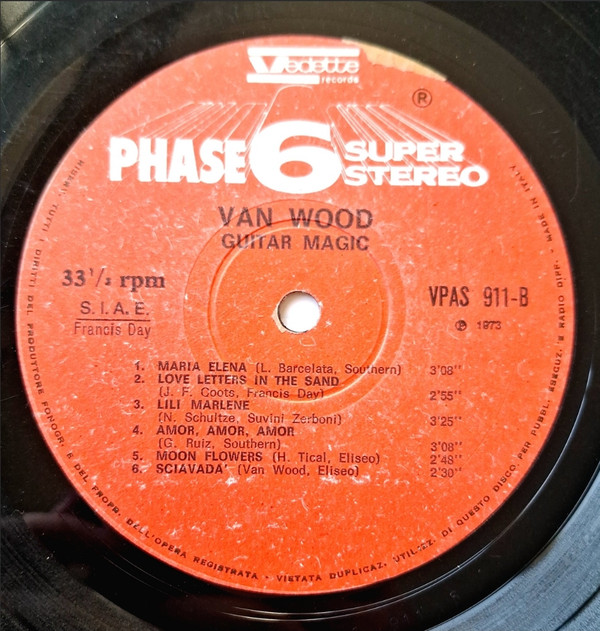 Vedette
records
®
PHASE 6 SUPER STEREO
VAN WOOD
GUITAR MAGIC
33 1/3 rpm
S.I.A.E.
Francis Day
VPAS 911-B
℗ 1973
1. MARIA ELENA (L. Barcelata, Southern) 3'08''
2. LOVE LETTERS IN THE SAND
(J. F. Coots, Francis Day) 2'55''
3. LILI MARLENE
(N. Schultze, Suvini Zerboni) 3'25''
4. AMOR, AMOR, AMOR
(G. Ruiz, Southern) 3'08''
5. MOON FLOWERS (H. Tical, Eliseo) 2'48''
6. SCIAVADA' (Van Wood, Eliseo) 2'30''
TUTTI I DIRITTI DEL PRODUTTORE FONOGR. E DEL PROPR. DELL'OPERA REGISTRATA - VIETATA DUPLICAZ. UTILIZZ. DI QUESTO DISCO PER PUBBL. ESECUZ. E RADIO DIFF. - MADE IN ITALY